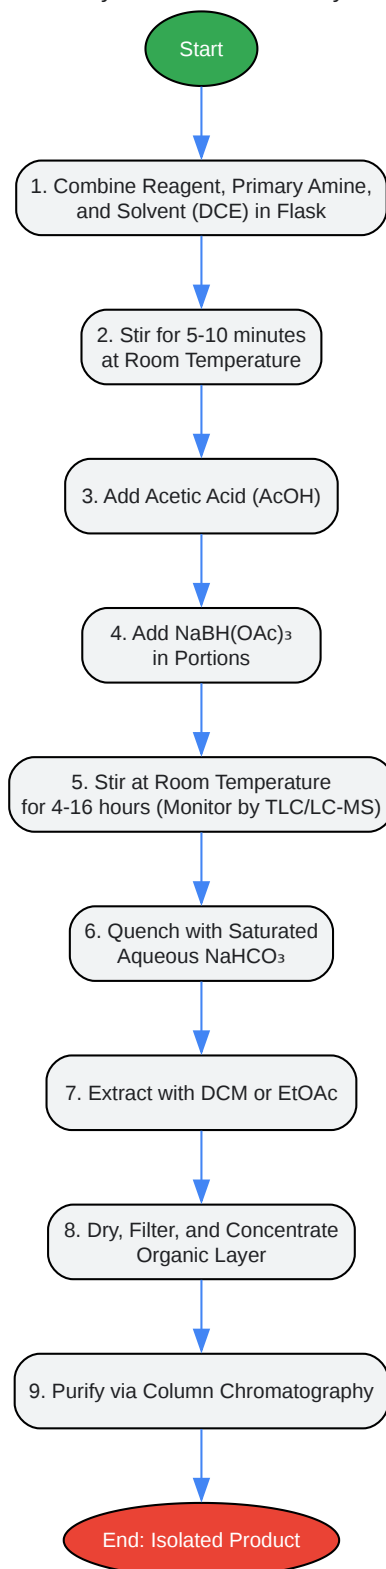 Start
1. Combine Reagent, Primary Amine,
and Solvent (DCE) in Flask
2. Stir for 5-10 minutes
at Room Temperature
3. Add Acetic Acid (AcOH)
4. Add NaBH(OAc)₃
in Portions
5. Stir at Room Temperature
for 4-16 hours (Monitor by TLC/LC-MS)
6. Quench with Saturated
Aqueous NaHCO₃
7. Extract with DCM or EtOAc
8. Dry, Filter, and Concentrate
Organic Layer
9. Purify via Column Chromatography
End: Isolated Product